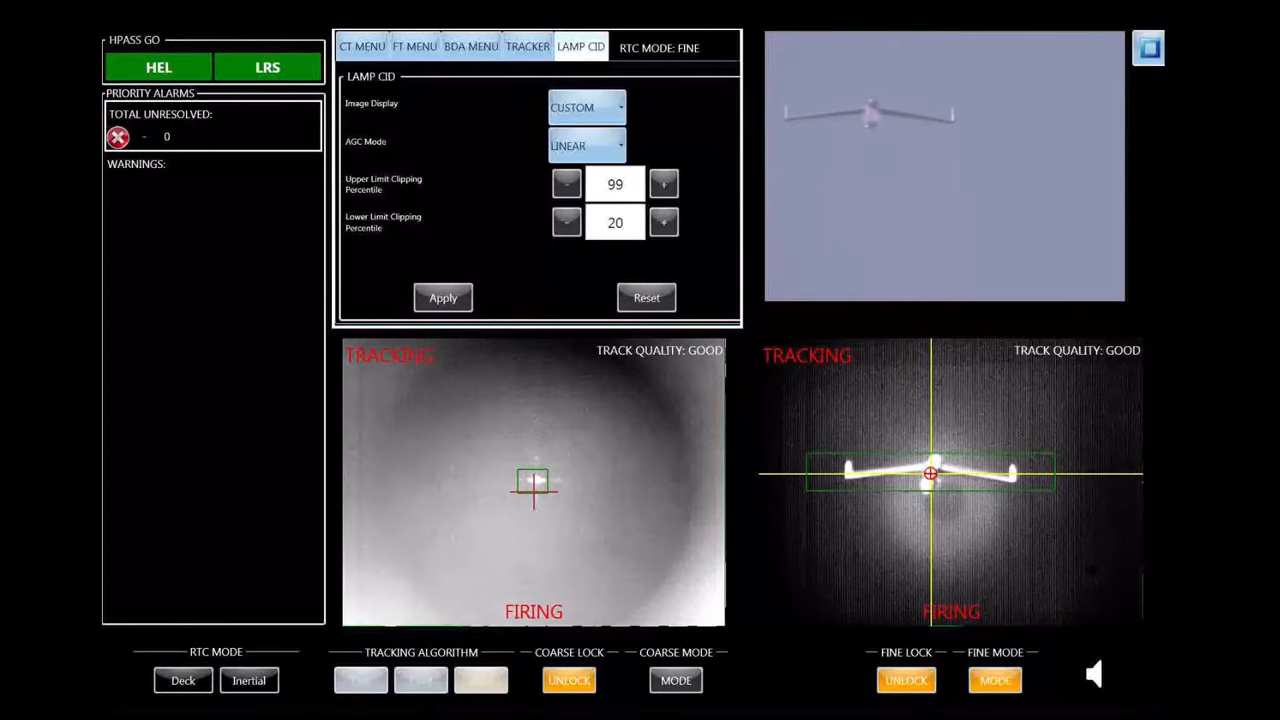 HPASS GO
HEL
LRS
PRIORITY ALARMS
TOTAL UNRESOLVED:
- 0
WARNINGS:
CT MENU
FT MENU
BDA MENU
TRACKER
LAMP CID
RTC MODE: FINE
LAMP CID
Image Display
CUSTOM
AGC Mode
LINEAR
Upper Limit Clipping
Percentile
-
99
+
Lower Limit Clipping
Percentile
-
20
+
Apply
Reset
TRACKING
TRACK QUALITY: GOOD
FIRING
TRACKING
TRACK QUALITY: GOOD
FIRING
RTC MODE
Deck
Inertial
TRACKING ALGORITHM
COARSE LOCK
UNLOCK
COARSE MODE
MODE
FINE LOCK
UNLOCK
FINE MODE
MODE